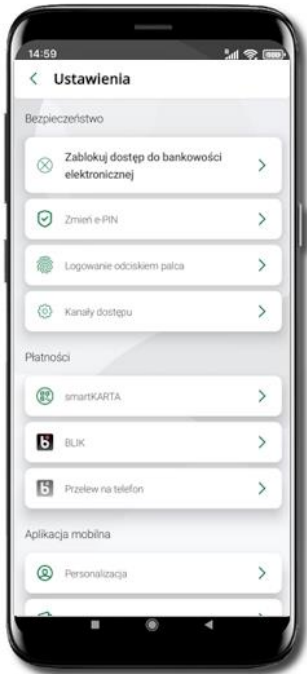 14:59
Ustawienia
Bezpieczeństwo
Zablokuj dostęp do bankowości
elektronicznej
Zmień e-PIN
Logowanie odciskiem palca
Kanały dostępu
Płatności
smartKARTA
BLIK
Przelew na telefon
Aplikacja mobilna
Personalizacja